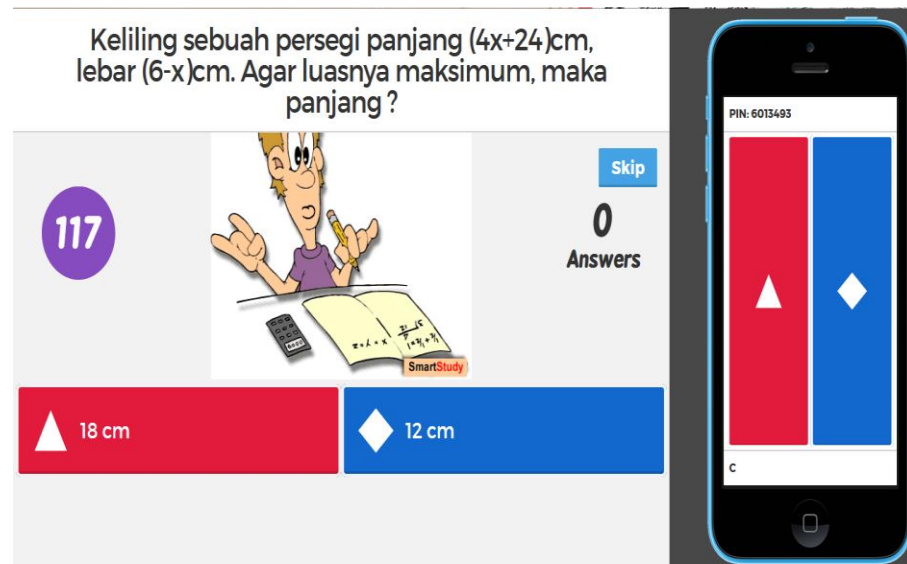 Keliling sebuah persegi panjang (4x+24)cm,
lebar (6-x)cm. Agar luasnya maksimum, maka
panjang ?
117
Skip
0
Answers
SmartStudy
18 cm
12 cm
PIN: 6013493
C